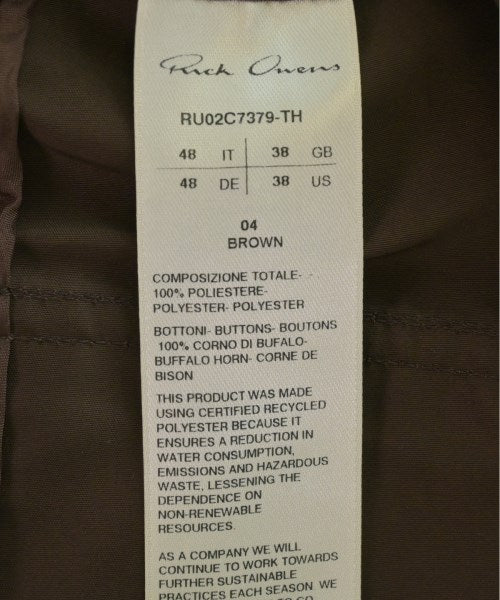 Rick Owens
RU02C7379-TH
48 IT 38 GB
48 DE 38 US
04
BROWN
COMPOSIZIONE TOTALE- -
100% POLIESTERE-
POLYESTER- POLYESTER
BOTTONI- BUTTONS- BOUTONS
100% CORNO DI BUFALO-
BUFFALO HORN- CORNE DE
BISON
THIS PRODUCT WAS MADE
USING CERTIFIED RECYCLED
POLYESTER BECAUSE IT
ENSURES A REDUCTION IN
WATER CONSUMPTION,
EMISSIONS AND HAZARDOUS
WASTE, LESSENING THE
DEPENDENCE ON
NON-RENEWABLE
RESOURCES.
AS A COMPANY WE WILL
CONTINUE TO WORK TOWARDS
FURTHER SUSTAINABLE
PRACTICES EACH SEASON. WE